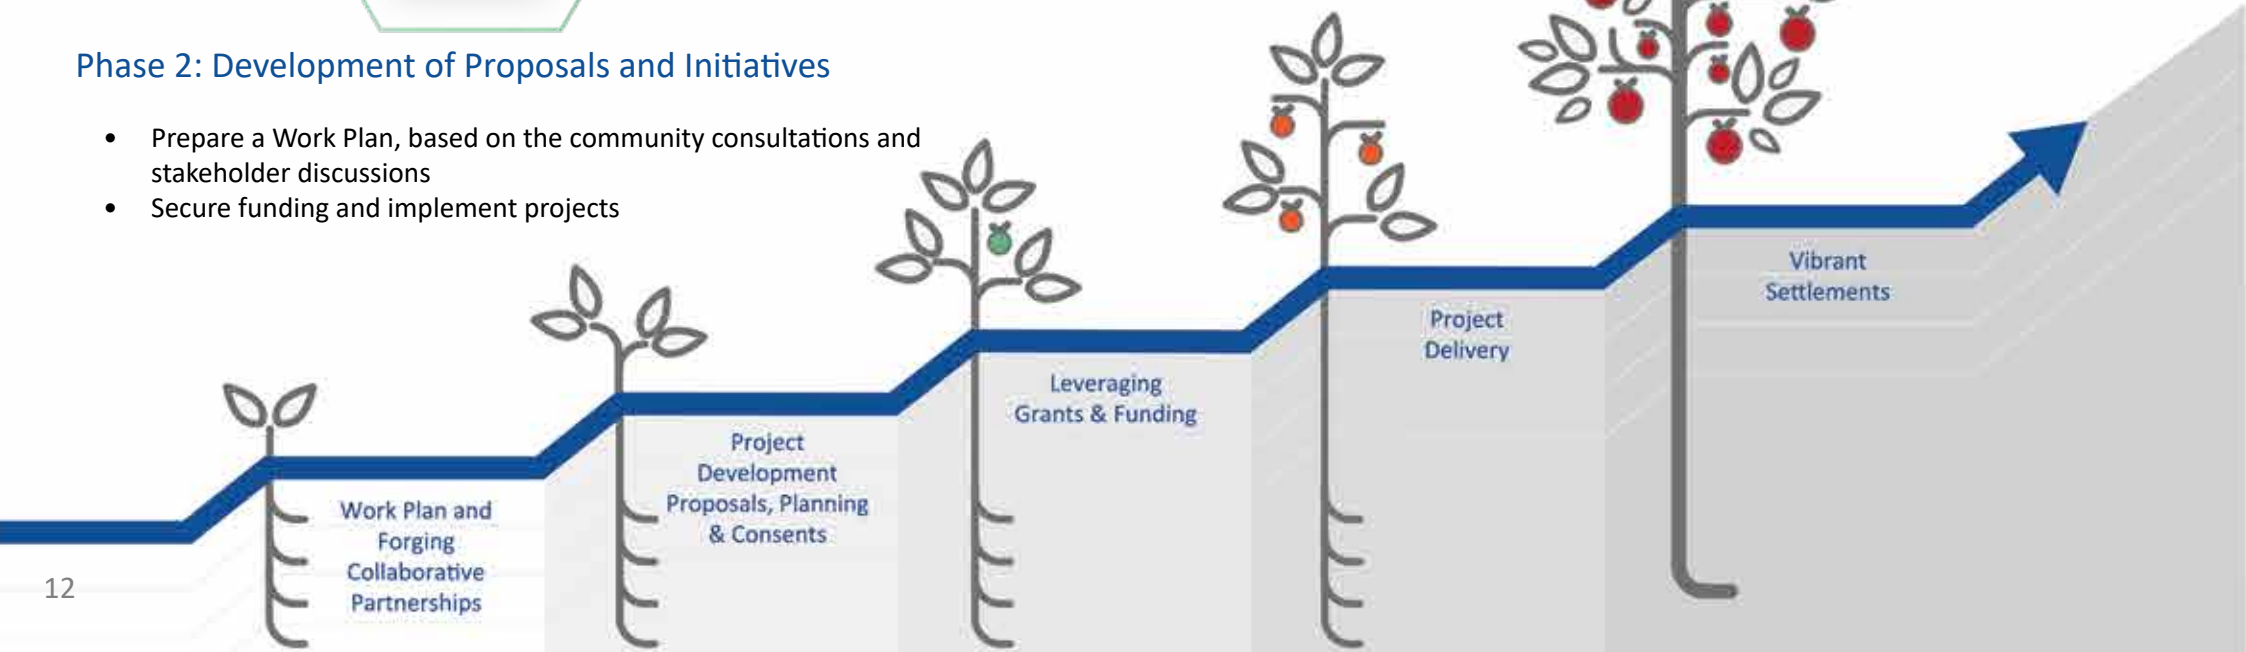 Phase 2: Development of Proposals and Initiatives
• Prepare a Work Plan, based on the community consultations and
stakeholder discussions
• Secure funding and implement projects
Work Plan and
Forging
Collaborative
Partnerships
Project
Development
Proposals, Planning
& Consents
Leveraging
Grants & Funding
Project
Delivery
Vibrant
Settlements
12